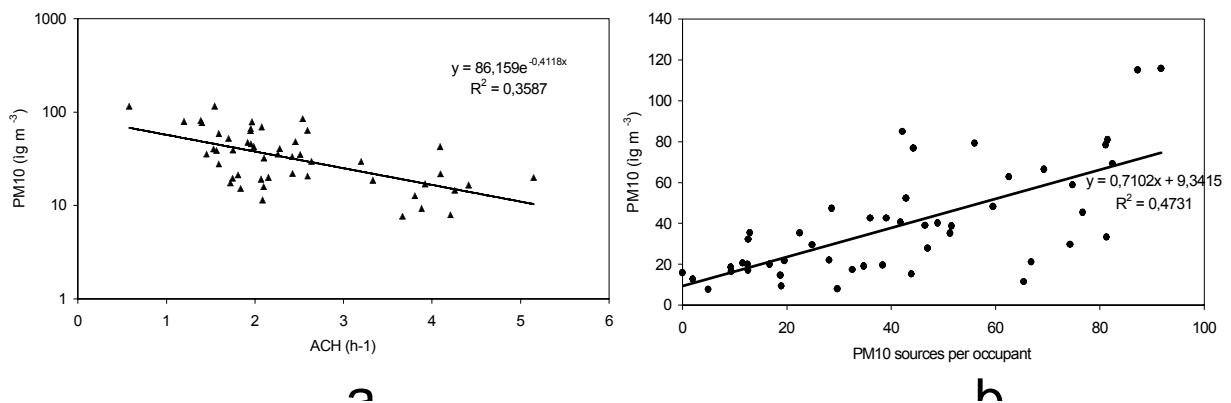 1000
100
10
1
PM10 (ìg m -3)
y = 86,159e-0,4118x
R2 = 0,3587
0 1 2 3 4 5 6
ACH (h-1)
a
140
120
100
80
60
40
20
0
PM10 (ìg m -3)
y = 0,7102x + 9,3415
R2 = 0,4731
0 20 40 60 80 100
PM10 sources per occupant
b